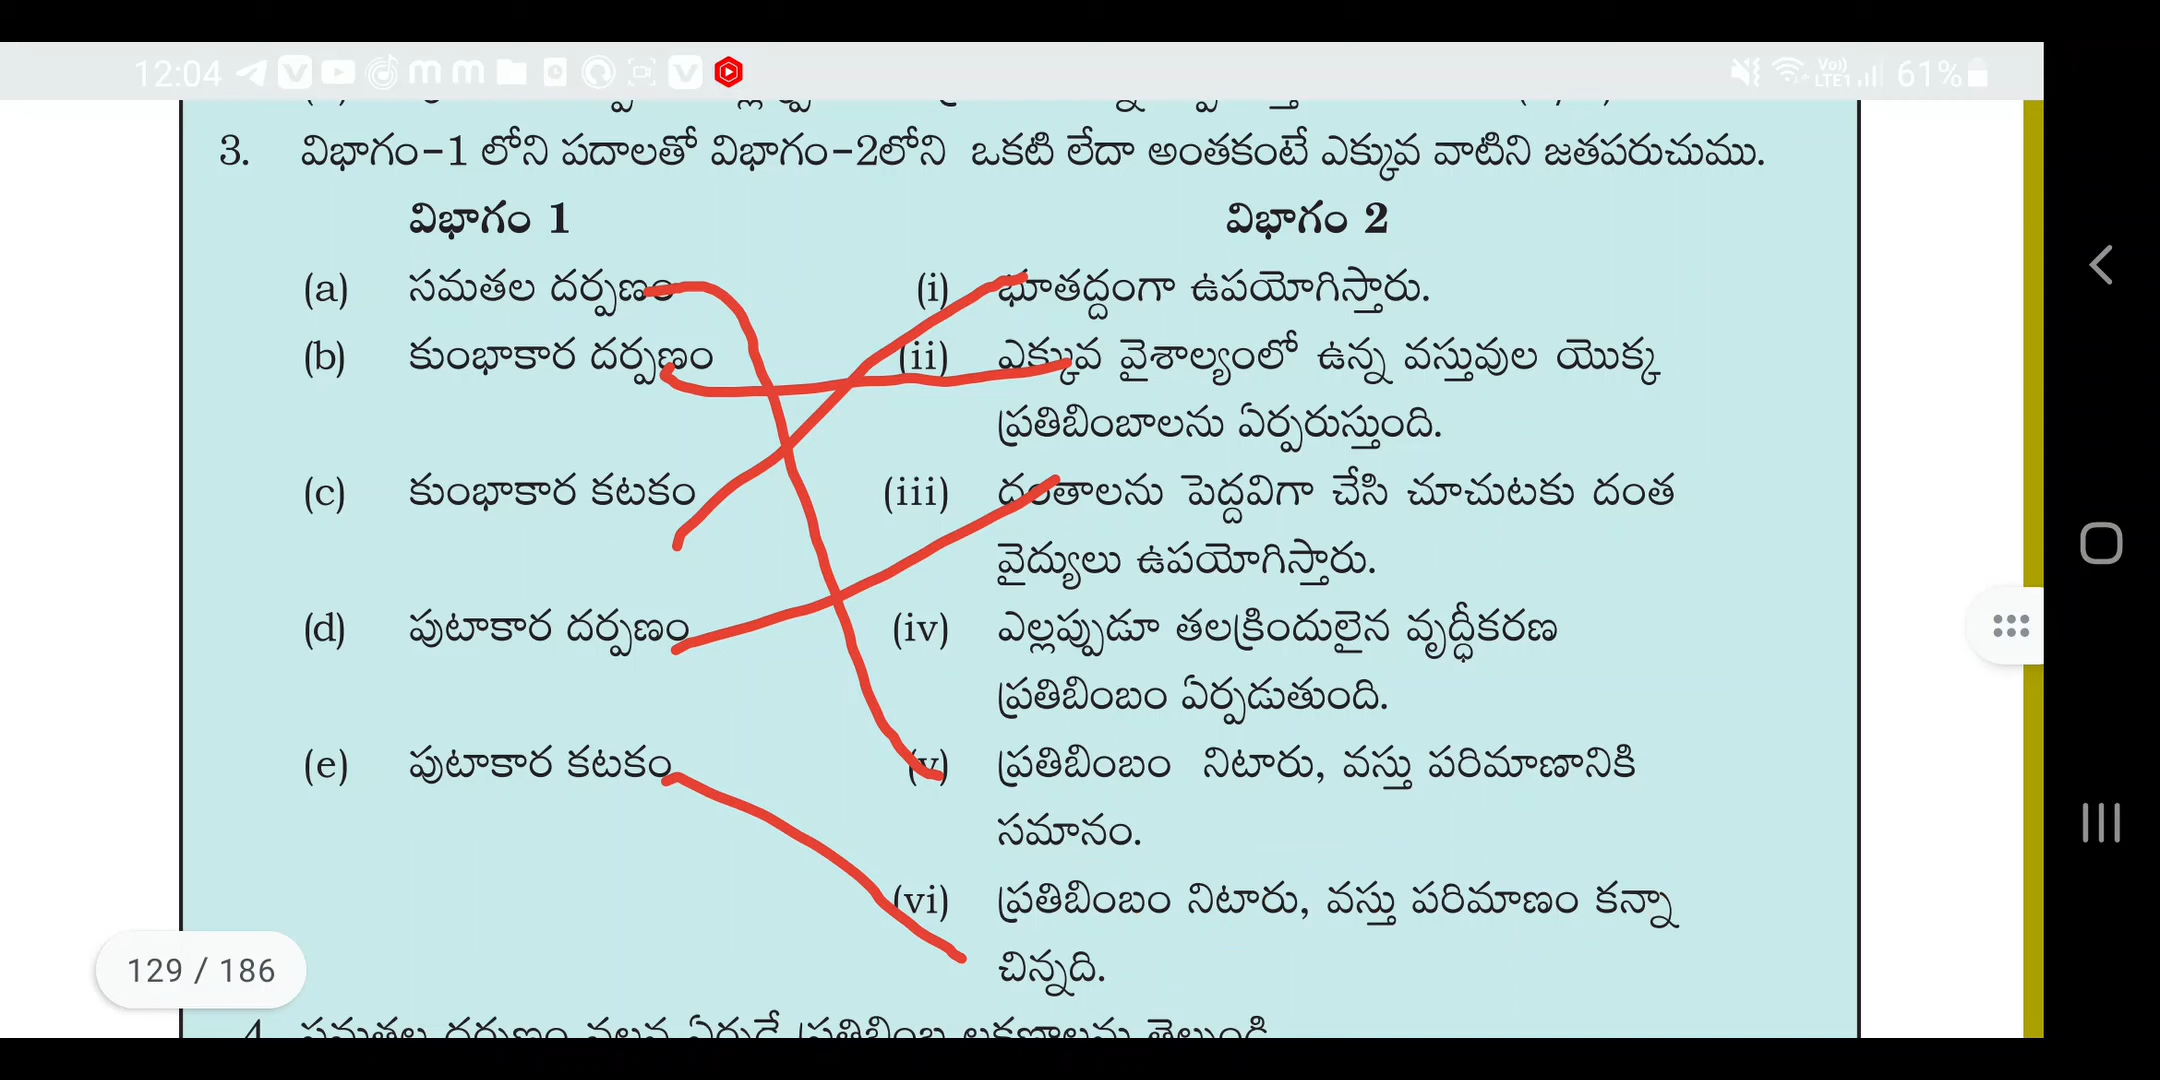 12:04 61%
3. విభాగం-1 లోని పదాలతో విభాగం-2లోని ఒకటి లేదా అంతకంటే ఎక్కువ వాటిని జతపరుచుము.
విభాగం 1 విభాగం 2
(a) సమతల దర్పణం (i) భూతద్దంగా ఉపయోగిస్తారు.
(b) కుంభాకార దర్పణం (ii) ఎక్కువ వైశాల్యంలో ఉన్న వస్తువుల యొక్క
ప్రతిబింబాలను ఏర్పరుస్తుంది.
(c) కుంభాకార కటకం (iii) దంతాలను పెద్దవిగా చేసి చూచుటకు దంత
వైద్యులు ఉపయోగిస్తారు.
(d) పుటాకార దర్పణం (iv) ఎల్లప్పుడూ తలక్రిందులైన వృద్ధీకరణ
ప్రతిబింబం ఏర్పడుతుంది.
(e) పుటాకార కటకం (v) ప్రతిబింబం నిటారు, వస్తు పరిమాణానికి
సమానం.
(vi) ప్రతిబింబం నిటారు, వస్తు పరిమాణం కన్నా
చిన్నది.
129 / 186